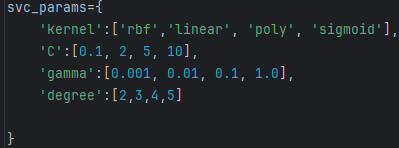 svc_params={
    'kernel':['rbf','linear', 'poly', 'sigmoid'],
    'C':[0.1, 2, 5, 10],
    'gamma':[0.001, 0.01, 0.1, 1.0],
    'degree':[2,3,4,5]
}